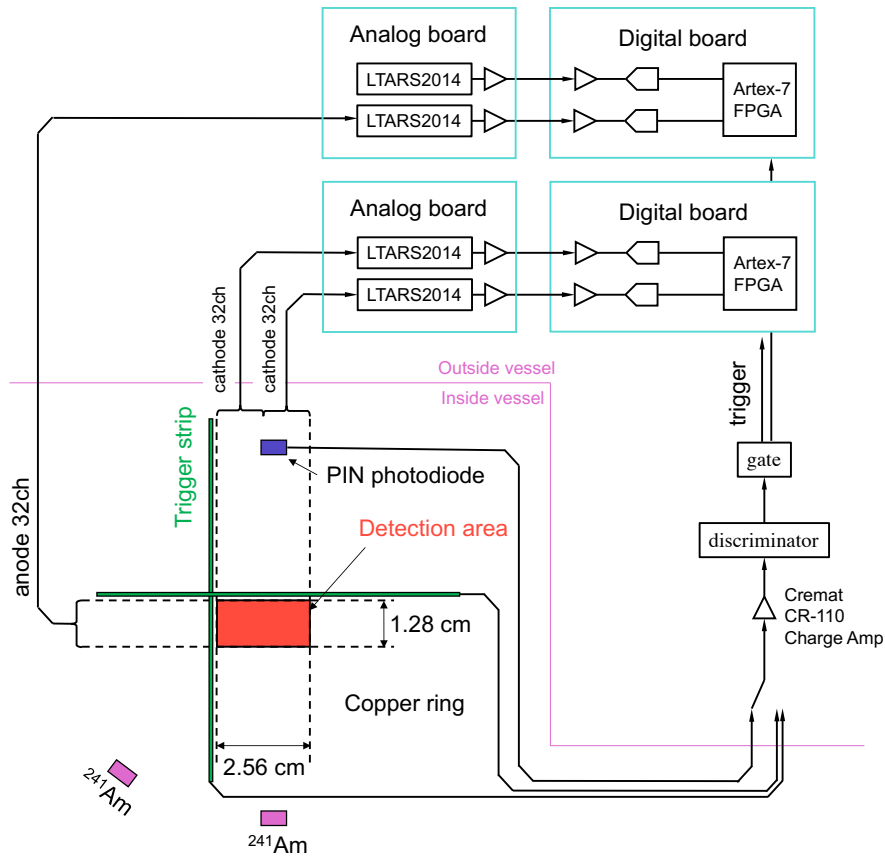 Analog board
Digital board
LTARS2014
LTARS2014
Artex-7
FPGA
Analog board
Digital board
LTARS2014
LTARS2014
Artex-7
FPGA
cathode 32ch
cathode 32ch
anode 32ch
Outside vessel
Inside vessel
trigger
Trigger strip
PIN photodiode
gate
Detection area
discriminator
Cremat
CR-110
Charge Amp
1.28 cm
Copper ring
2.56 cm
²⁴¹Am
²⁴¹Am